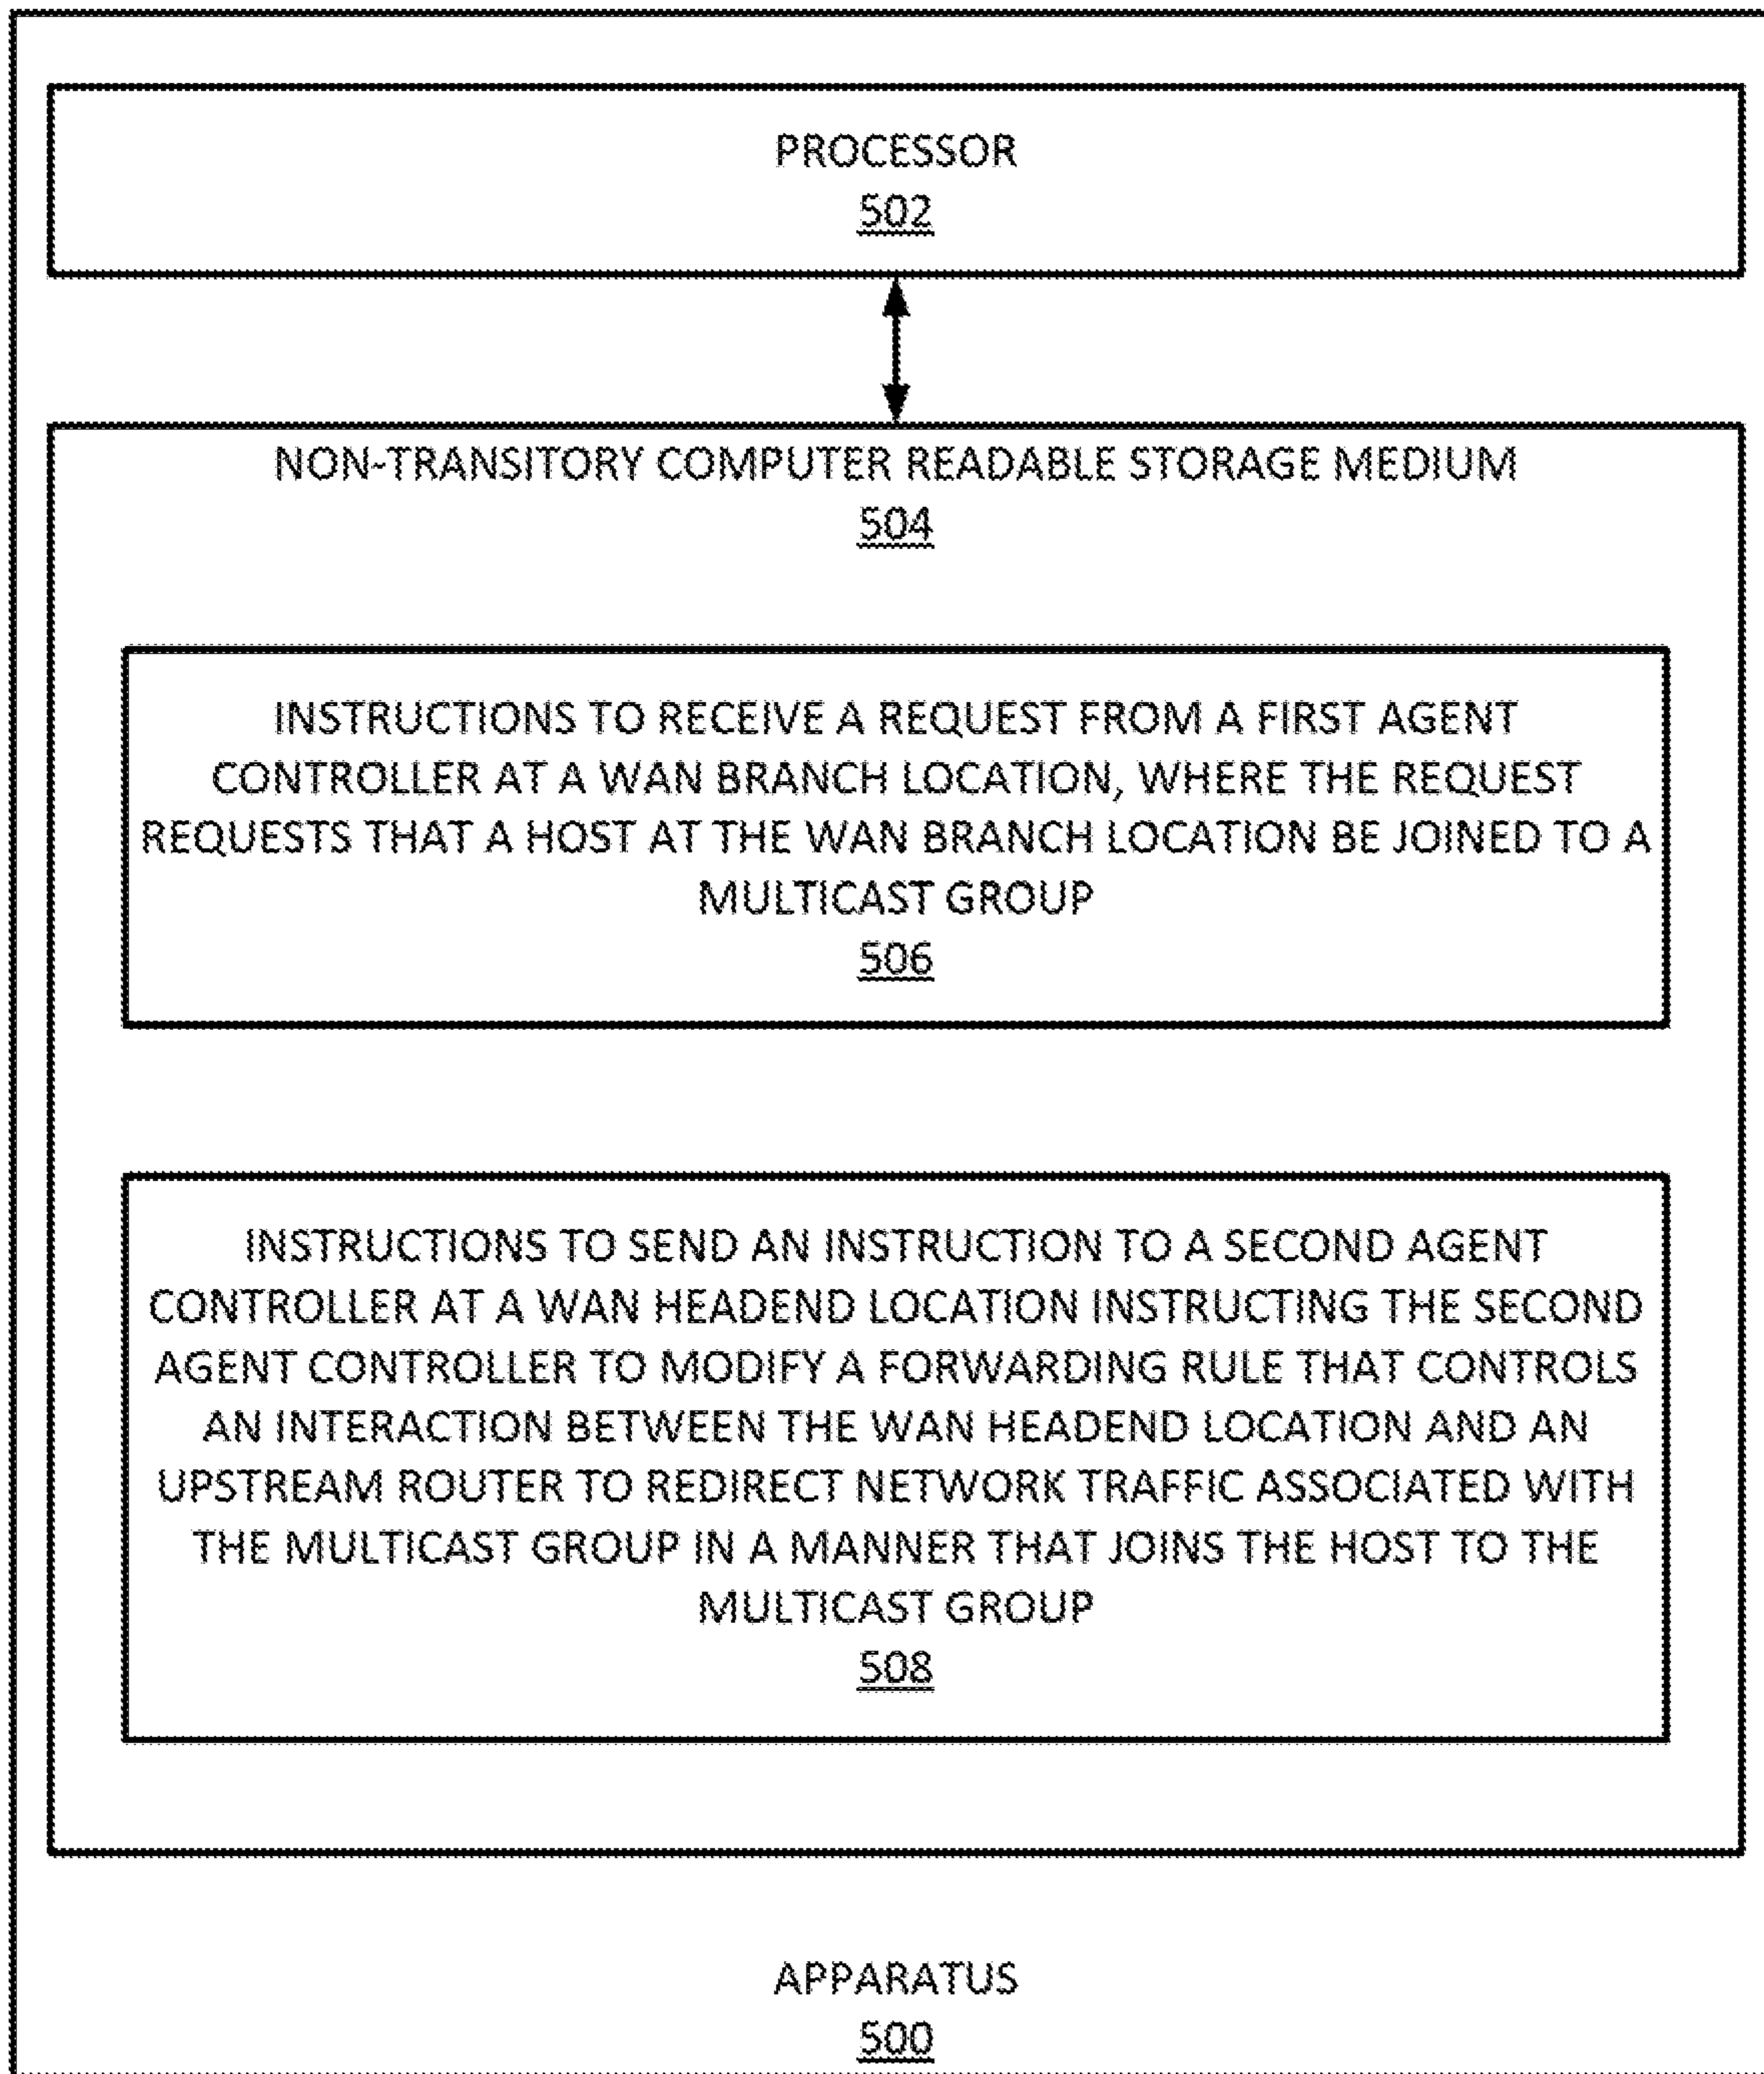 PROCESSOR
502
NON-TRANSITORY COMPUTER READABLE STORAGE MEDIUM
504
INSTRUCTIONS TO RECEIVE A REQUEST FROM A FIRST AGENT
CONTROLLER AT A WAN BRANCH LOCATION, WHERE THE REQUEST
REQUESTS THAT A HOST AT THE WAN BRANCH LOCATION BE JOINED TO A
MULTICAST GROUP
506
INSTRUCTIONS TO SEND AN INSTRUCTION TO A SECOND AGENT
CONTROLLER AT A WAN HEADEND LOCATION INSTRUCTING THE SECOND
AGENT CONTROLLER TO MODIFY A FORWARDING RULE THAT CONTROLS
AN INTERACTION BETWEEN THE WAN HEADEND LOCATION AND AN
UPSTREAM ROUTER TO REDIRECT NETWORK TRAFFIC ASSOCIATED WITH
THE MULTICAST GROUP IN A MANNER THAT JOINS THE HOST TO THE
MULTICAST GROUP
508
APPARATUS
500